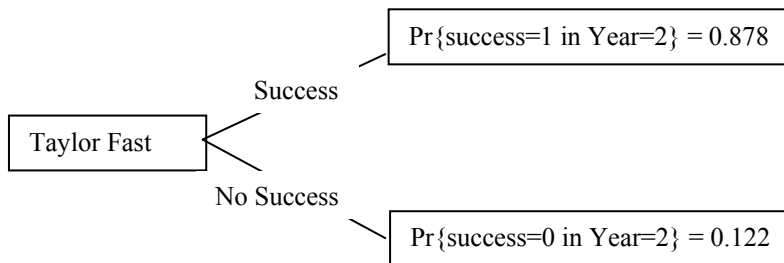 Pr{success=1 in Year=2} = 0.878
Success
Taylor Fast
No Success
Pr{success=0 in Year=2} = 0.122